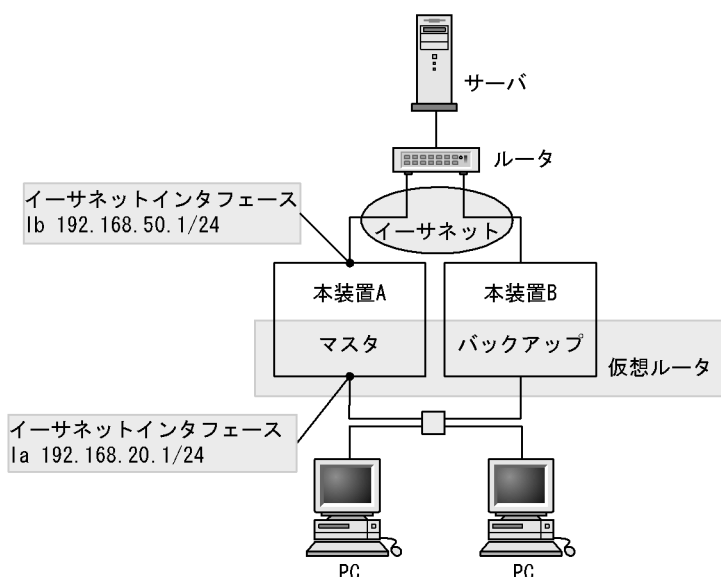 サーバ
ルータ
イーサネットインタフェース
Ib 192.168.50.1/24
イーサネット
本装置A
本装置B
マスタ
バックアップ
仮想ルータ
イーサネットインタフェース
Ia 192.168.20.1/24
PC
PC